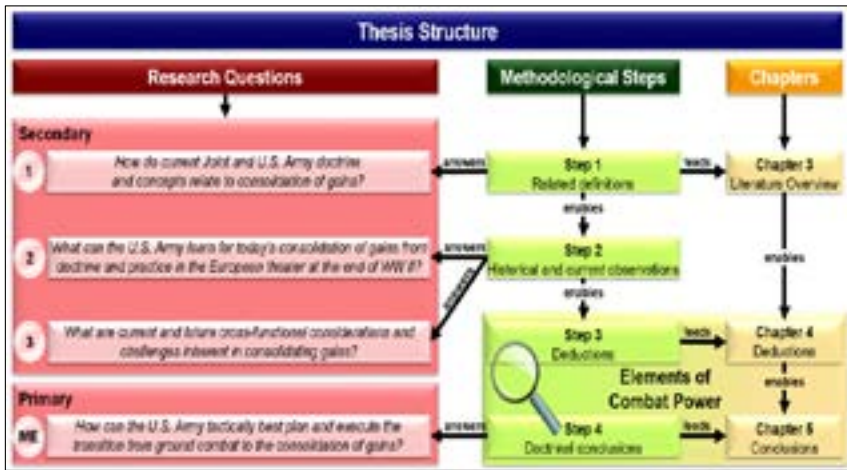 Thesis Structure
Research Questions
Methodological Steps
Chapters
Secondary
1
How do current Joint and U.S. Army doctrine
and concepts relate to consolidation of gains?
answers
Step 1
Related definitions
feeds
Chapter 3
Literature Overview
enables
2
What can the U.S. Army learn for today's consolidation of gains from
doctrine and practice in the European theater at the end of WW II?
answers
Step 2
Historical and current observations
enables
answers
enables
3
What are current and future cross-functional considerations and
challenges inherent in consolidating gains?
Step 3
Deductions
feeds
Chapter 4
Deductions
Elements of
Combat Power
enables
Primary
ME
How can the U.S. Army tactically best plan and execute the
transition from ground combat to the consolidation of gains?
answers
Step 4
Doctrinal conclusions
feeds
Chapter 5
Conclusions